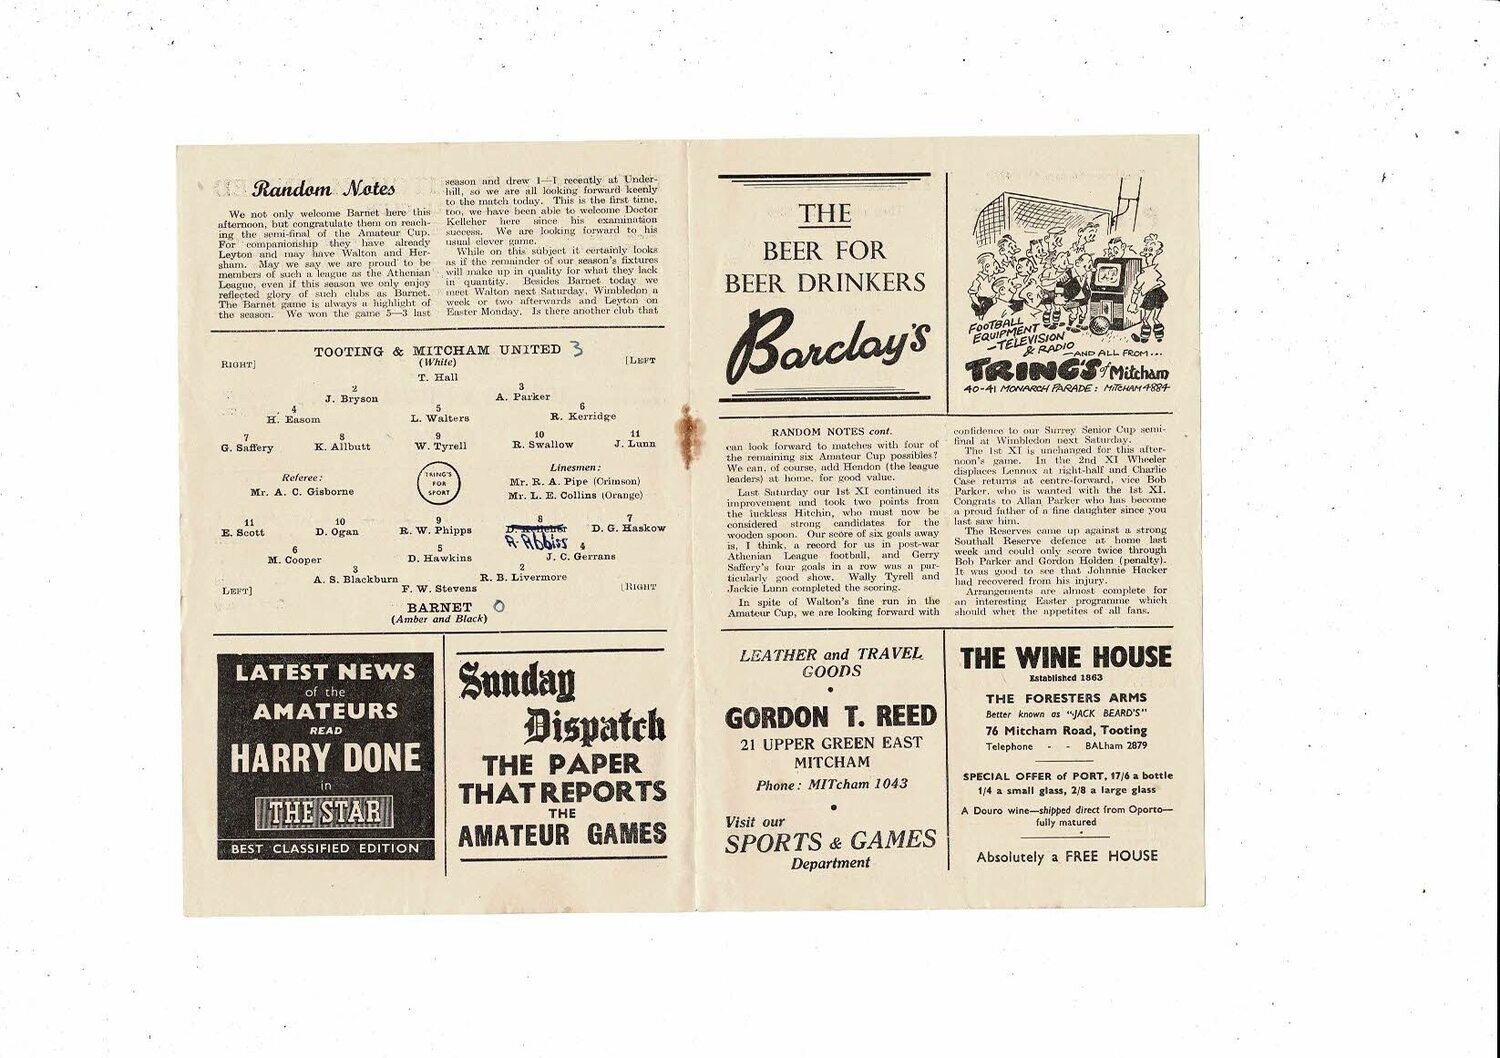 Random Notes
We not only welcome Barnet here this
afternoon, but congratulate them on reach-
ing the semi-final of the Amateur Cup.
For companionship they have already
Leyton and may have Walton and Her-
sham. May we say we are proud to be
members of such a league as the Athenian
League, even if this season we only enjoy
reflected glory of such clubs as Barnet.
The Barnet game is always a highlight of
the season. We won the game 5—3 last
season and drew 1—1 recently at Under-
hill, so we are all looking forward keenly
to the match today. This is the first time,
too, we have been able to welcome Doctor
Kelleher here since his examination
success. We are looking forward to his
usual clever game.
While on this subject it certainly looks
as if the remainder of our season's fixtures
will make up in quality for what they lack
in quantity. Besides Barnet today we
meet Walton next Saturday, Wimbledon a
week or two afterwards and Leyton on
Easter Monday. Is there another club that
TOOTING & MITCHAM UNITED 3
RIGHT] (White) [LEFT
T. Hall
2 3
J. Bryson A. Parker
4 5 6
H. Easom L. Walters R. Kerridge
7 8 9 10 11
G. Saffery K. Allbutt W. Tyrell R. Swallow J. Lunn
Referee:
Mr. A. C. Gisborne
TRING'S
FOR
SPORT
Linesmen:
Mr. R. A. Pipe (Crimson)
Mr. L. E. Collins (Orange)
11 10 9 8 7
E. Scott D. Ogan R. W. Phipps D. Kelleher D. G. Haskow
R. Abbiss
6 5 4
M. Cooper D. Hawkins J. C. Gerrans
3 2
A. S. Blackburn R. B. Livermore
LEFT] F. W. Stevens [RIGHT
BARNET 0
(Amber and Black)
LATEST NEWS
of the
AMATEURS
READ
HARRY DONE
in
THE STAR
BEST CLASSIFIED EDITION
Sunday
Dispatch
THE PAPER
THAT REPORTS
THE
AMATEUR GAMES
THE
BEER FOR
BEER DRINKERS
Barclay's
FOOTBALL
EQUIPMENT
-TELEVISION
& RADIO
-AND ALL FROM...
TRING'S of Mitcham
40-41 MONARCH PARADE: MITCHAM 4884
RANDOM NOTES cont.
can look forward to matches with four of
the remaining six Amateur Cup possibles?
We can, of course, add Hendon (the league
leaders) at home, for good value.
Last Saturday our 1st XI continued its
improvement and took two points from
the luckless Hitchin, who must now be
considered strong candidates for the
wooden spoon. Our score of six goals away
is, I think, a record for us in post-war
Athenian League football, and Gerry
Saffery's four goals in a row was a par-
ticularly good show. Wally Tyrell and
Jackie Lunn completed the scoring.
In spite of Walton's fine run in the
Amateur Cup, we are looking forward with
confidence to our Surrey Senior Cup semi-
final at Wimbledon next Saturday.
The 1st XI is unchanged for this after-
noon's game. In the 2nd XI Wheeler
displaces Lennox at right-half and Charlie
Case returns at centre-forward, vice Bob
Parker, who is wanted with the 1st XI.
Congrats to Allan Parker who has become
a proud father of a fine daughter since you
last saw him.
The Reserves came up against a strong
Southall Reserve defence at home last
week and could only score twice through
Bob Parker and Gordon Holden (penalty).
It was good to see that Johnnie Hacker
had recovered from his injury.
Arrangements are almost complete for
an interesting Easter programme which
should whet the appetites of all fans.
LEATHER and TRAVEL
GOODS
GORDON T. REED
21 UPPER GREEN EAST
MITCHAM
Phone: MITcham 1043
Visit our
SPORTS & GAMES
Department
THE WINE HOUSE
Established 1863
THE FORESTERS ARMS
Better known as "JACK BEARD'S"
76 Mitcham Road, Tooting
Telephone - - BALham 2879
SPECIAL OFFER of PORT, 17/6 a bottle
1/4 a small glass, 2/8 a large glass
A Douro wine—shipped direct from Oporto—
fully matured
Absolutely a FREE HOUSE